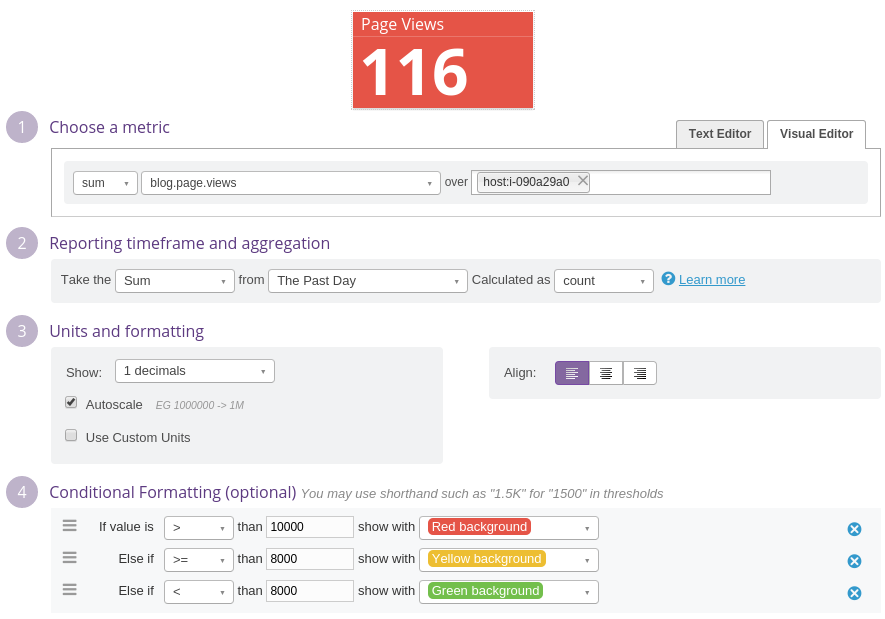 Page Views
116
1 Choose a metric
Text Editor Visual Editor
sum blog.page.views over host:i-090a29a0
2 Reporting timeframe and aggregation
Take the Sum from The Past Day Calculated as count ? Learn more
3 Units and formatting
Show: 1 decimals
Align:
Autoscale EG 1000000 -> 1M
Use Custom Units
4 Conditional Formatting (optional) You may use shorthand such as "1.5K" for "1500" in thresholds
If value is > than 10000 show with Red background
Else if >= than 8000 show with Yellow background
Else if < than 8000 show with Green background